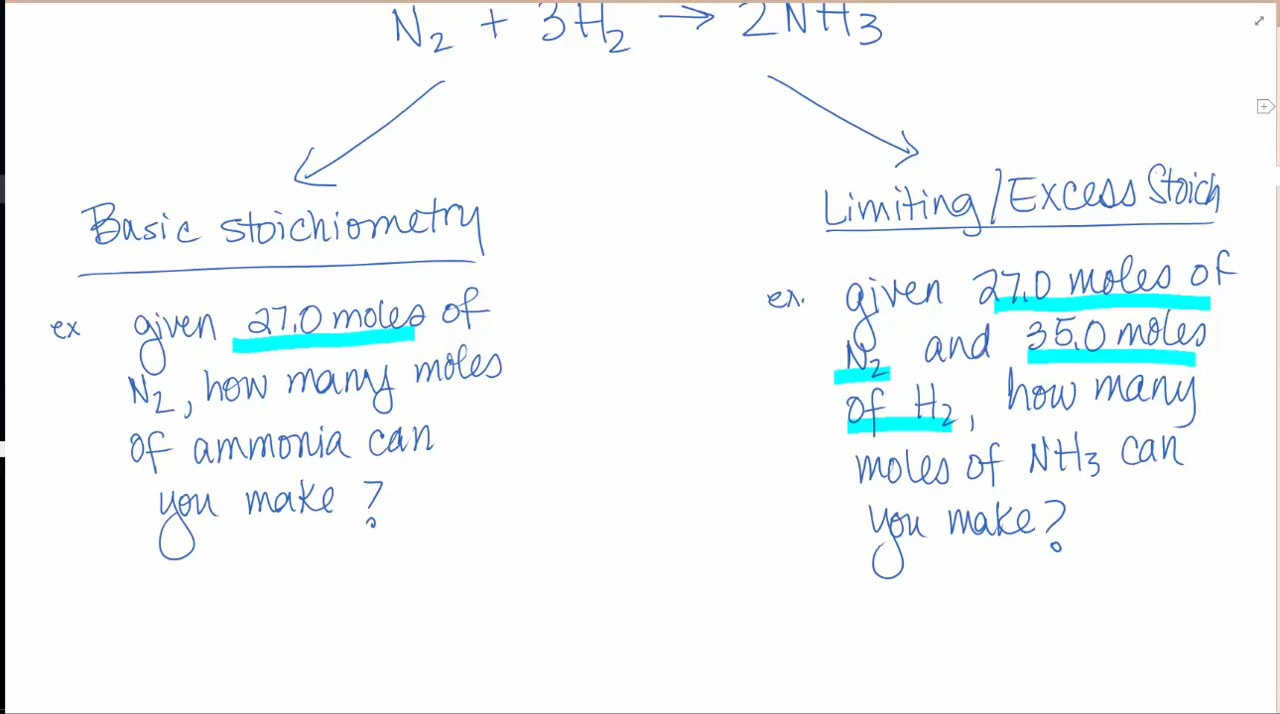 N₂ + 3H₂ → 2NH₃
Basic stoichiometry
ex given 27.0 moles of
N₂, how many moles
of ammonia can
you make?
Limiting/Excess Stoich
ex. given 27.0 moles of
N₂ and 35.0 moles
of H₂, how many
moles of NH₃ can
you make?